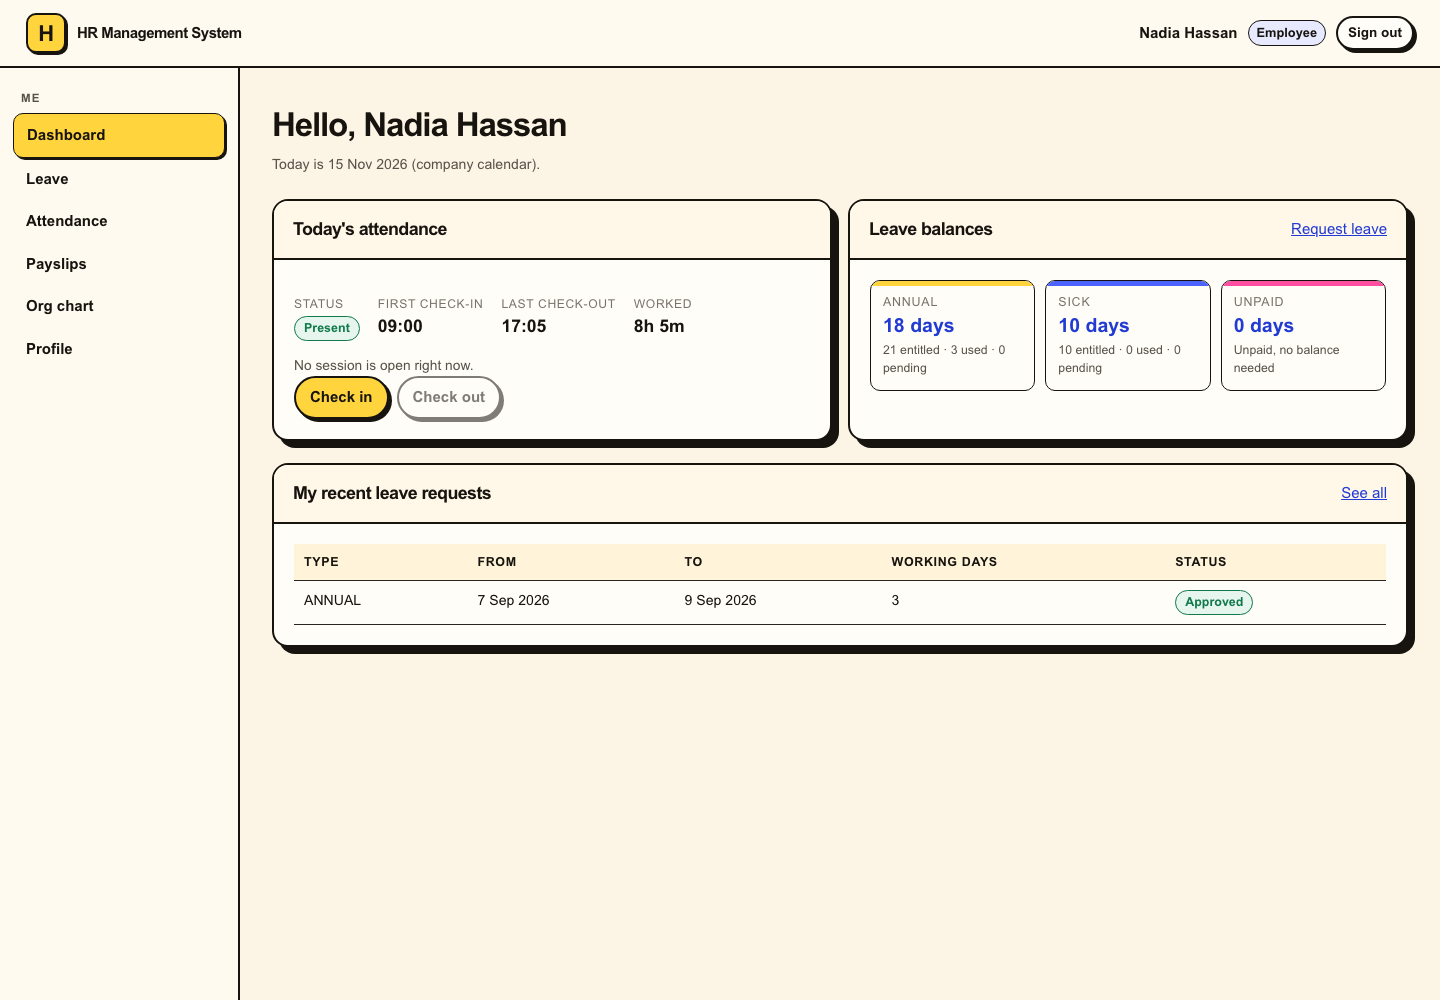 H
HR Management System
Nadia Hassan
Employee
Sign out
ME
Dashboard
Leave
Attendance
Payslips
Org chart
Profile
Hello, Nadia Hassan
Today is 15 Nov 2026 (company calendar).
Today's attendance
STATUS FIRST CHECK-IN LAST CHECK-OUT WORKED
Present 09:00 17:05 8h 5m
No session is open right now.
Check in Check out
Leave balances Request leave
ANNUAL
18 days
21 entitled · 3 used · 0
pending
SICK
10 days
10 entitled · 0 used · 0
pending
UNPAID
0 days
Unpaid, no balance
needed
My recent leave requests See all
TYPE FROM TO WORKING DAYS STATUS
ANNUAL 7 Sep 2026 9 Sep 2026 3 Approved